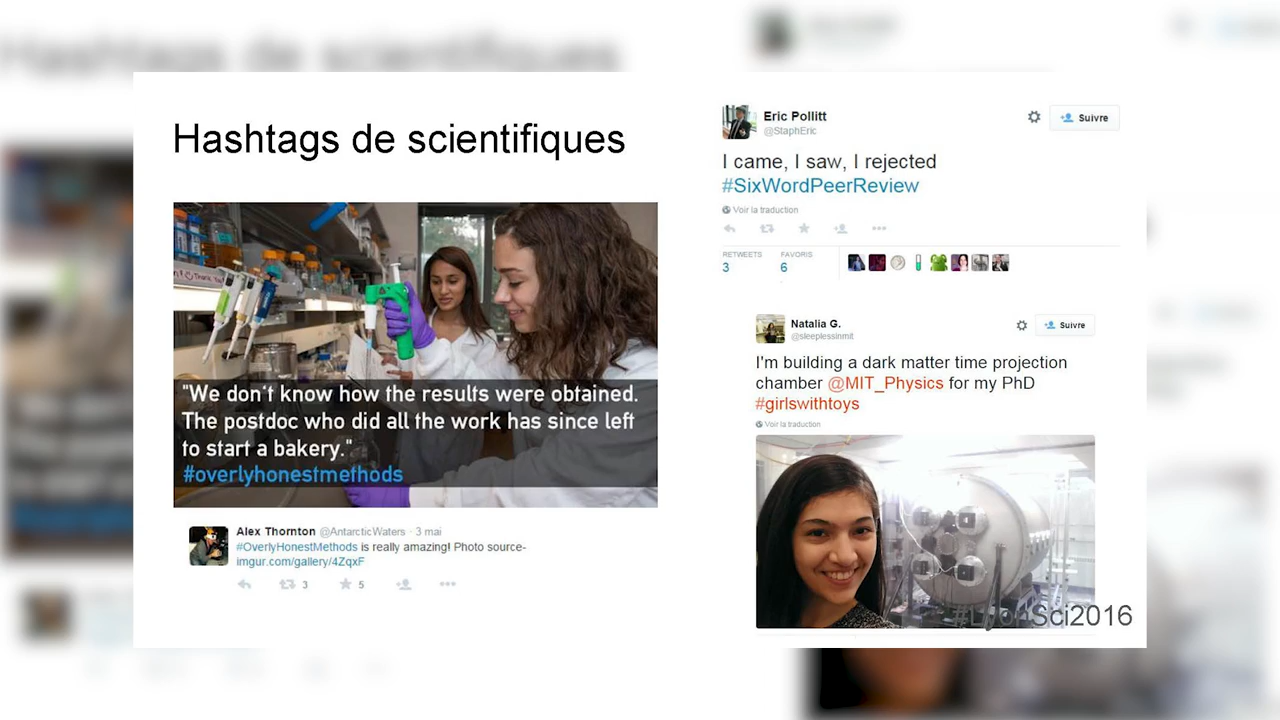 Hashtags de scientifiques
"We don't know how the results were obtained.
The postdoc who did all the work has since left
to start a bakery."
#overlyhonestmethods
Alex Thornton @AntarcticWaters · 3 mai
#OverlyHonestMethods is really amazing! Photo source-
imgur.com/gallery/4ZqxF
3 5
Eric Pollitt
@StaphEric
Suivre
I came, I saw, I rejected
#SixWordPeerReview
Voir la traduction
RETWEETS FAVORIS
3 6
Natalia G.
@sleeplessinmit
Suivre
I'm building a dark matter time projection
chamber @MIT_Physics for my PhD
#girlswithtoys
Voir la traduction
#LyonSci2016